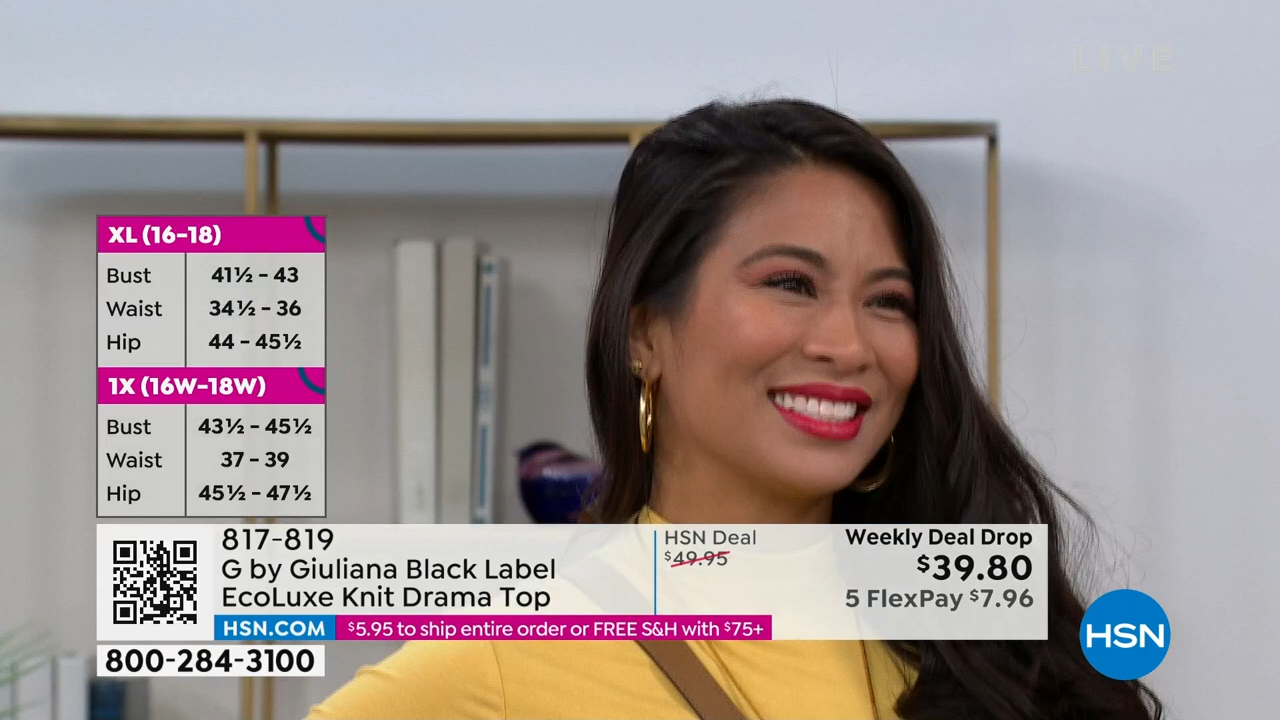 LIVE
XL (16-18)
Bust 41½ - 43
Waist 34½ - 36
Hip 44 - 45½
1X (16W-18W)
Bust 43½ - 45½
Waist 37 - 39
Hip 45½ - 47½
817-819
G by Giuliana Black Label
EcoLuxe Knit Drama Top
HSN Deal
$49.95
Weekly Deal Drop
$39.80
5 FlexPay $7.96
HSN.COM $5.95 to ship entire order or FREE S&H with $75+
800-284-3100
HSN